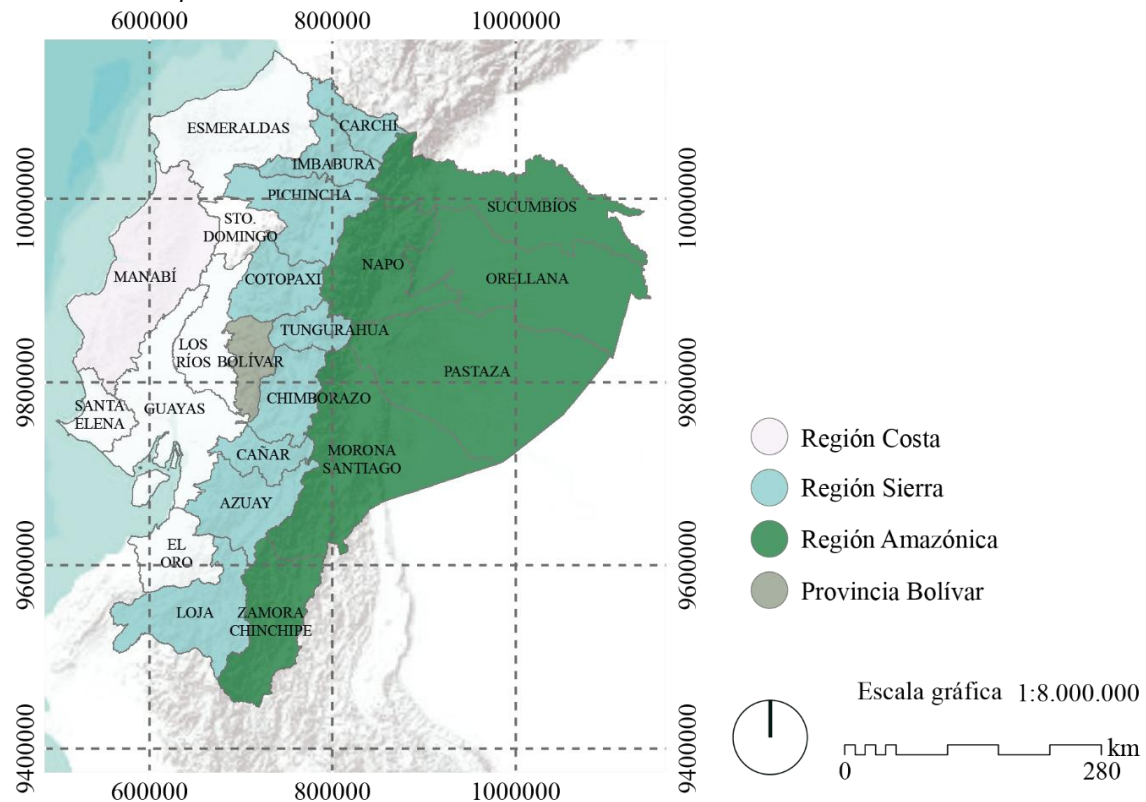 600000 800000 1000000
ESMERALDAS
CARCHI
IMBABURA
PICHINCHA
10000000
10000000
SUCUMBÍOS
STO.
DOMINGO
NAPO
MANABÍ
COTOPAXI
ORELLANA
TUNGURAHUA
LOS
RÍOS
BOLÍVAR
PASTAZA
9800000
9800000
CHIMBORAZO
SANTA
ELENA
GUAYAS
CAÑAR
MORONA
SANTIAGO
AZUAY
EL
ORO
9600000
9600000
LOJA
ZAMORA
CHINCHIPE
9400000
9400000
600000 800000 1000000
Región Costa
Región Sierra
Región Amazónica
Provincia Bolívar
Escala gráfica 1:8.000.000
km
0 280